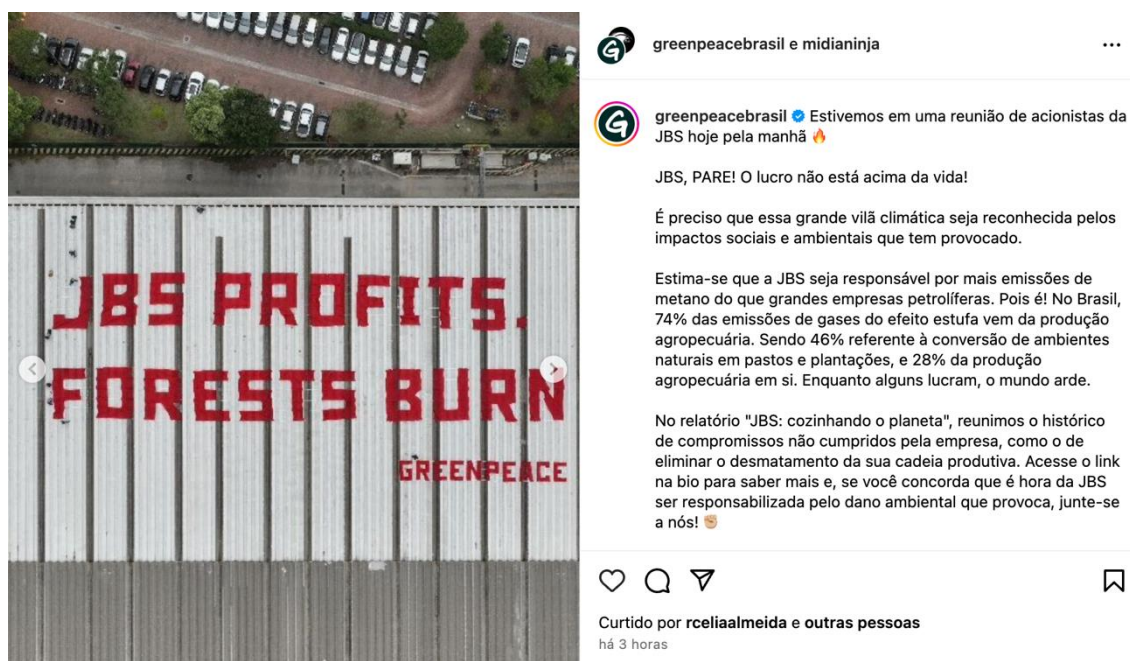 JBS PROFITS.
FORESTS BURN
GREENPEACE
greenpeacebrasil e midianinja
greenpeacebrasil Estivemos em uma reunião de acionistas da
JBS hoje pela manhã 🔥
JBS, PARE! O lucro não está acima da vida!
É preciso que essa grande vilã climática seja reconhecida pelos
impactos sociais e ambientais que tem provocado.
Estima-se que a JBS seja responsável por mais emissões de
metano do que grandes empresas petrolíferas. Pois é! No Brasil,
74% das emissões de gases do efeito estufa vem da produção
agropecuária. Sendo 46% referente à conversão de ambientes
naturais em pastos e plantações, e 28% da produção
agropecuária em si. Enquanto alguns lucram, o mundo arde.
No relatório "JBS: cozinhando o planeta", reunimos o histórico
de compromissos não cumpridos pela empresa, como o de
eliminar o desmatamento da sua cadeia produtiva. Acesse o link
na bio para saber mais e, se você concorda que é hora da JBS
ser responsabilizada pelo dano ambiental que provoca, junte-se
a nós! ✊🏼
Curtido por rceliaalmeida e outras pessoas
há 3 horas